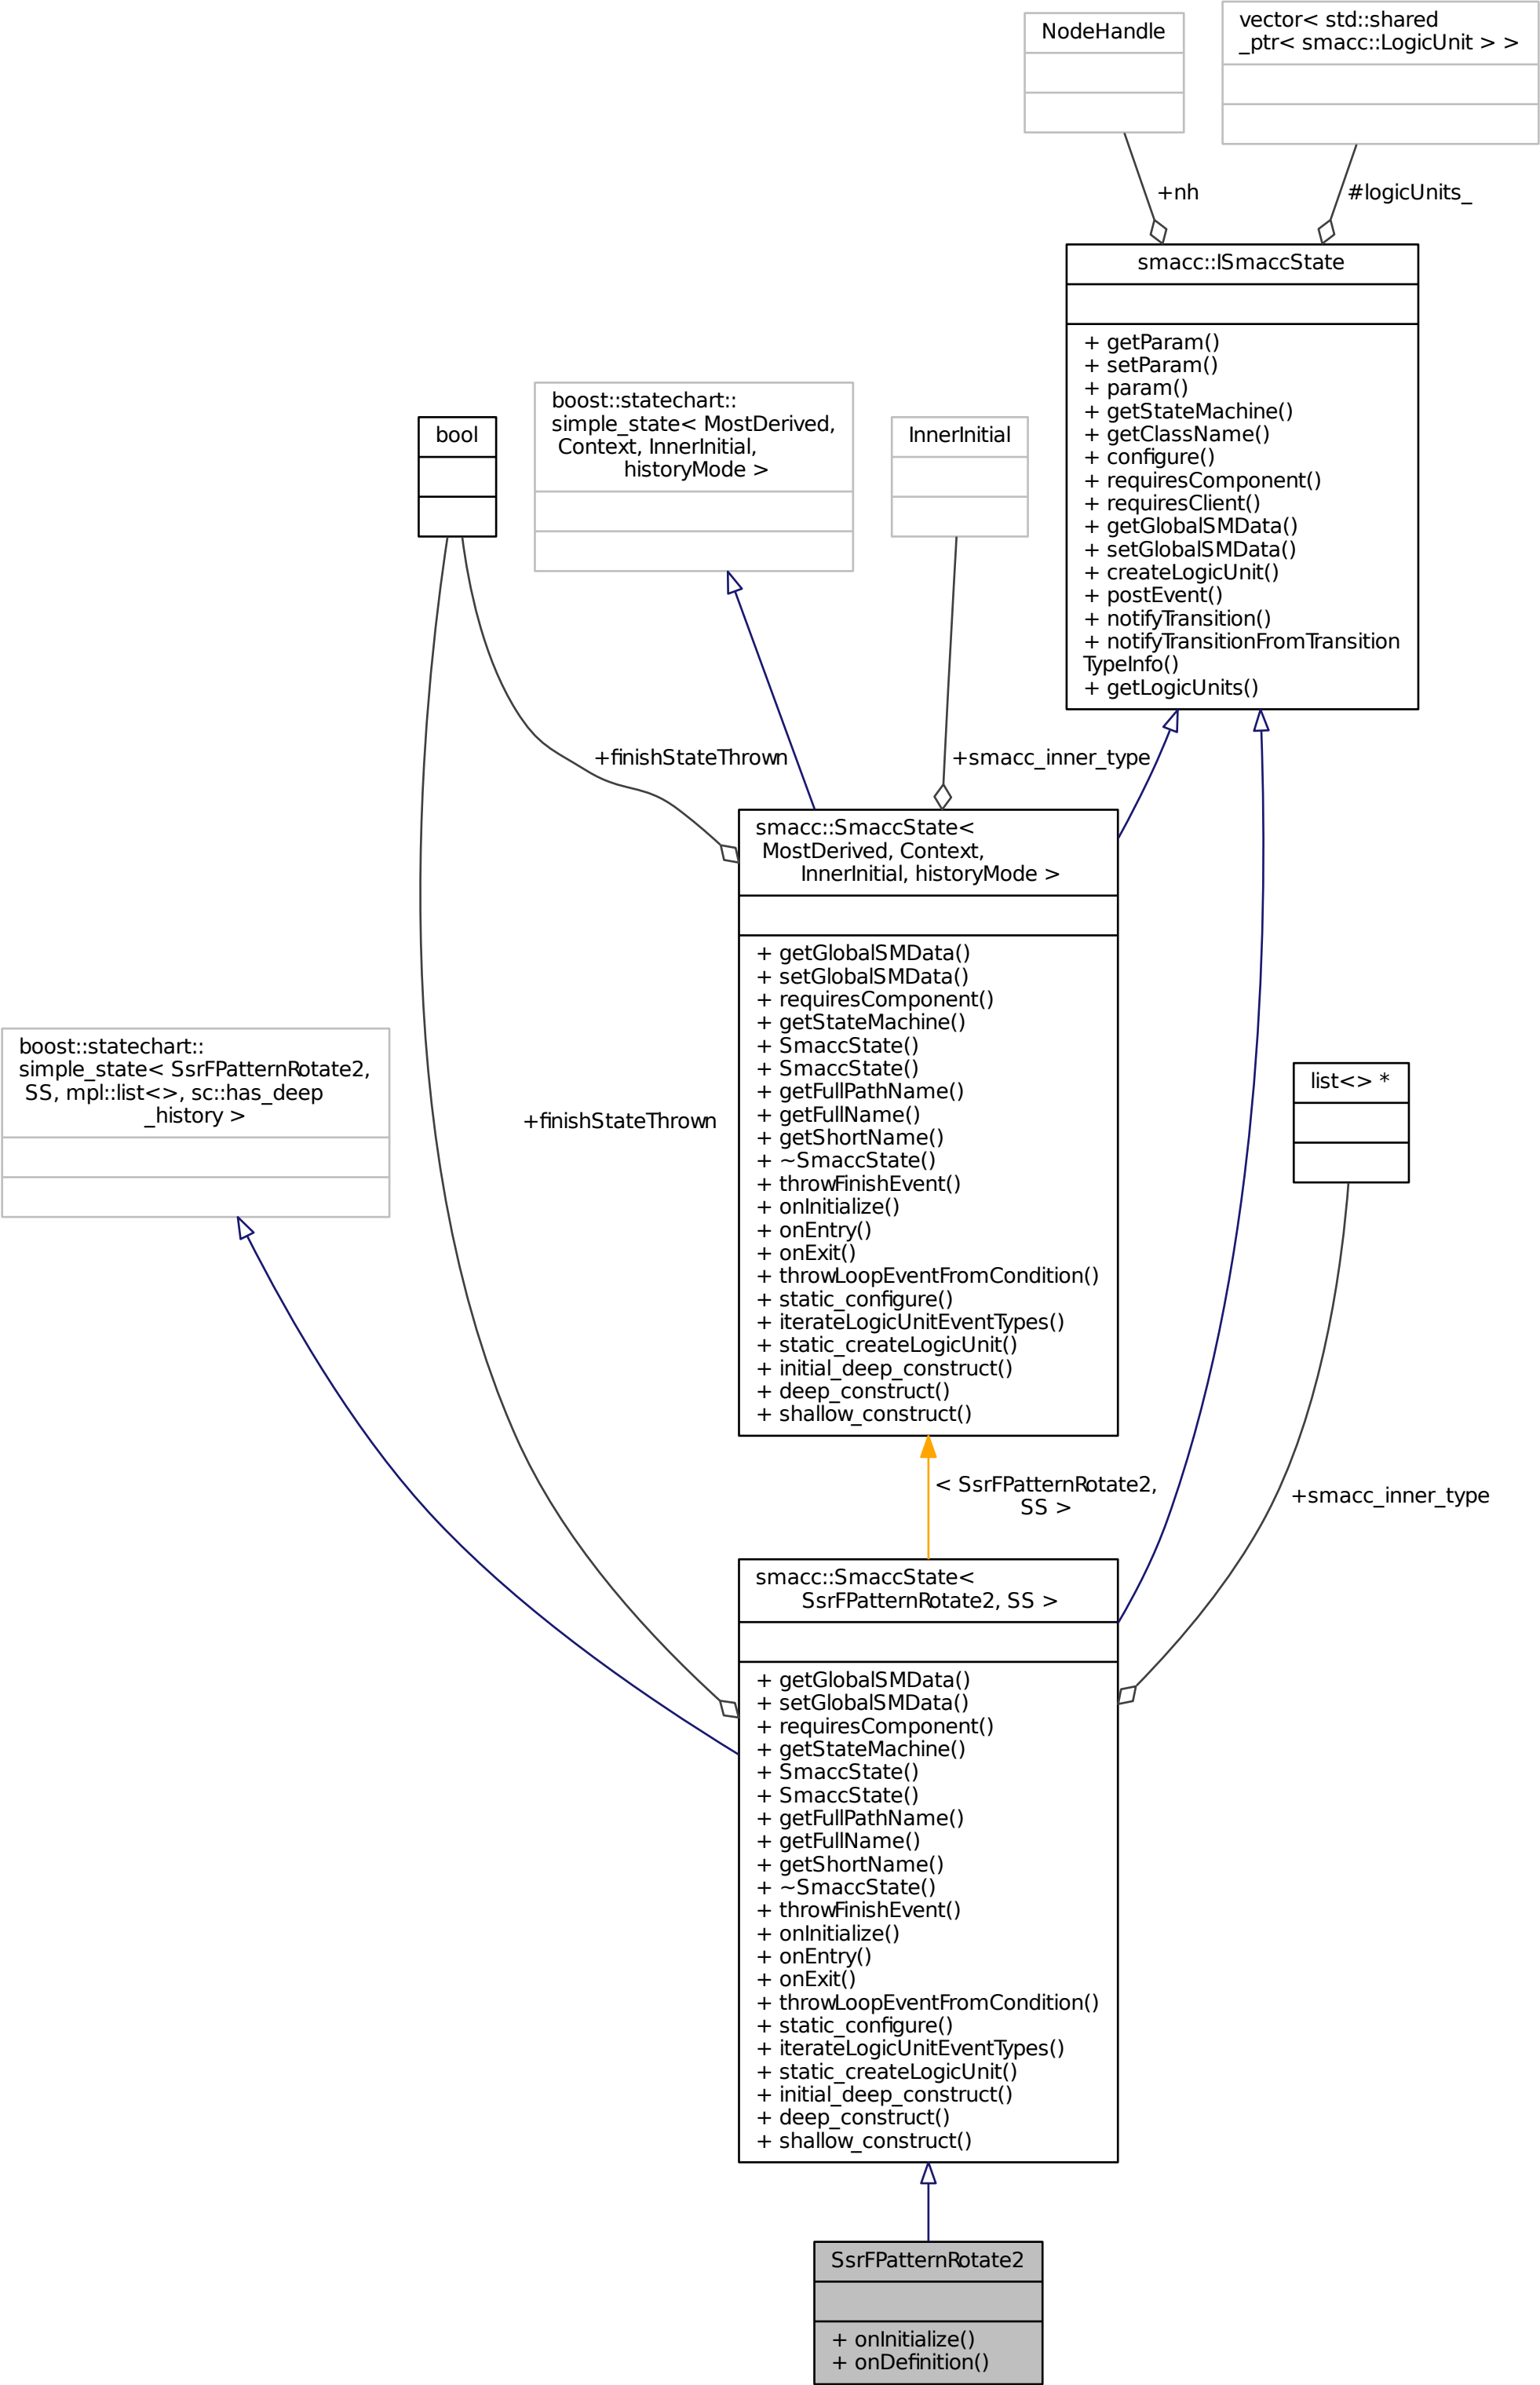 NodeHandle
vector< std::shared
_ptr< smacc::LogicUnit > >
+nh
#logicUnits_
smacc::ISmaccState
+ getParam()
+ setParam()
+ param()
+ getStateMachine()
+ getClassName()
+ configure()
+ requiresComponent()
+ requiresClient()
+ getGlobalSMData()
+ setGlobalSMData()
+ createLogicUnit()
+ postEvent()
+ notifyTransition()
+ notifyTransitionFromTransition
TypeInfo()
+ getLogicUnits()
bool
boost::statechart::
simple_state< MostDerived,
Context, InnerInitial,
historyMode >
InnerInitial
+finishStateThrown
+smacc_inner_type
smacc::SmaccState<
MostDerived, Context,
InnerInitial, historyMode >
+ getGlobalSMData()
+ setGlobalSMData()
+ requiresComponent()
+ getStateMachine()
+ SmaccState()
+ SmaccState()
+ getFullPathName()
+ getFullName()
+ getShortName()
+ ~SmaccState()
+ throwFinishEvent()
+ onInitialize()
+ onEntry()
+ onExit()
+ throwLoopEventFromCondition()
+ static_configure()
+ iterateLogicUnitEventTypes()
+ static_createLogicUnit()
+ initial_deep_construct()
+ deep_construct()
+ shallow_construct()
boost::statechart::
simple_state< SsrFPatternRotate2,
SS, mpl::list<>, sc::has_deep
_history >
+finishStateThrown
list<> *
< SsrFPatternRotate2,
SS >
+smacc_inner_type
smacc::SmaccState<
SsrFPatternRotate2, SS >
+ getGlobalSMData()
+ setGlobalSMData()
+ requiresComponent()
+ getStateMachine()
+ SmaccState()
+ SmaccState()
+ getFullPathName()
+ getFullName()
+ getShortName()
+ ~SmaccState()
+ throwFinishEvent()
+ onInitialize()
+ onEntry()
+ onExit()
+ throwLoopEventFromCondition()
+ static_configure()
+ iterateLogicUnitEventTypes()
+ static_createLogicUnit()
+ initial_deep_construct()
+ deep_construct()
+ shallow_construct()
SsrFPatternRotate2
+ onInitialize()
+ onDefinition()